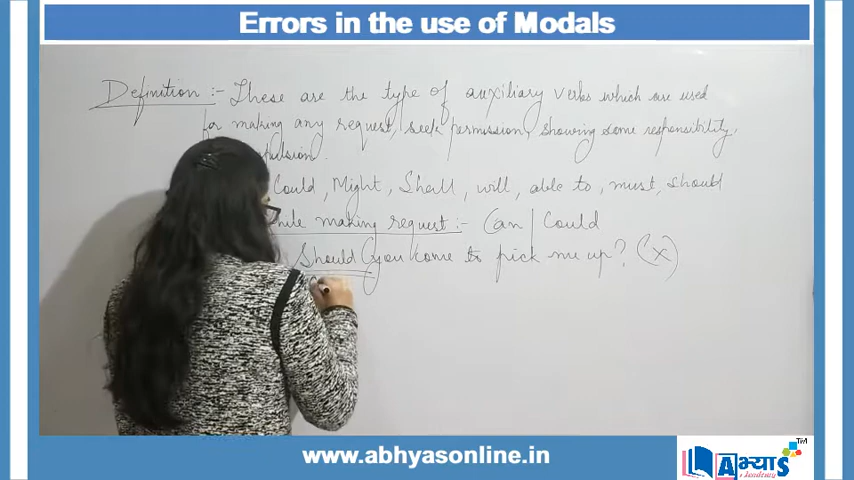 Errors in the use of Modals
Definition :- These are the type of auxiliary verbs which are used
for making any request, seek permission, showing some responsibility,
Could, Might, Shall, will, able to, must, should
making request :- Can | Could
Should you come to pick me up? (x)
www.abhyasonline.in
TM
Academy